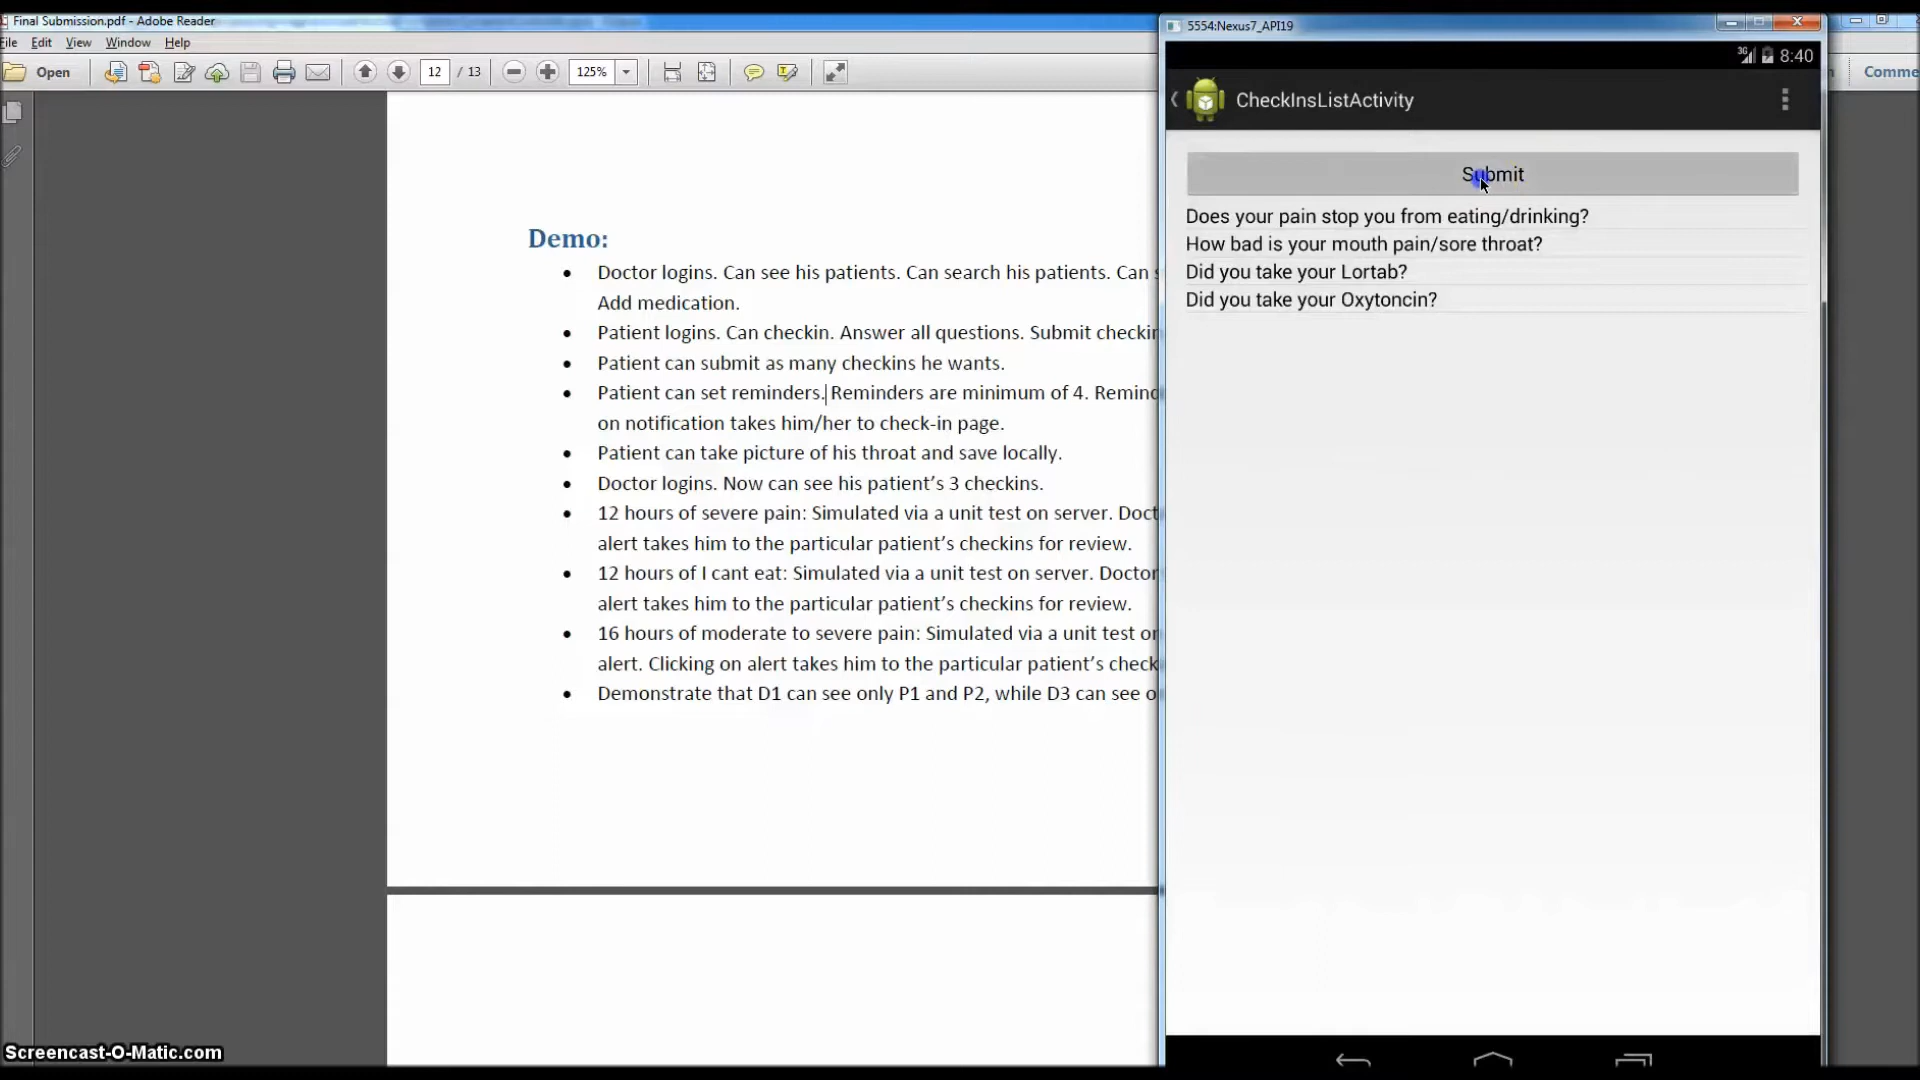 Final Submission.pdf - Adobe Reader
File Edit View Window Help
Open 12 / 13 125% Comme
Demo:
• Doctor logins. Can see his patients. Can search his patients. Can s
Add medication.
• Patient logins. Can checkin. Answer all questions. Submit checkin
• Patient can submit as many checkins he wants.
• Patient can set reminders. Reminders are minimum of 4. Remind
on notification takes him/her to check-in page.
• Patient can take picture of his throat and save locally.
• Doctor logins. Now can see his patient’s 3 checkins.
• 12 hours of severe pain: Simulated via a unit test on server. Doct
alert takes him to the particular patient’s checkins for review.
• 12 hours of I cant eat: Simulated via a unit test on server. Doctor
alert takes him to the particular patient’s checkins for review.
• 16 hours of moderate to severe pain: Simulated via a unit test on
alert. Clicking on alert takes him to the particular patient’s check
• Demonstrate that D1 can see only P1 and P2, while D3 can see o
5554:Nexus7_API19
3G 8:40
CheckInsListActivity
Submit
Does your pain stop you from eating/drinking?
How bad is your mouth pain/sore throat?
Did you take your Lortab?
Did you take your Oxytoncin?
Screencast-O-Matic.com